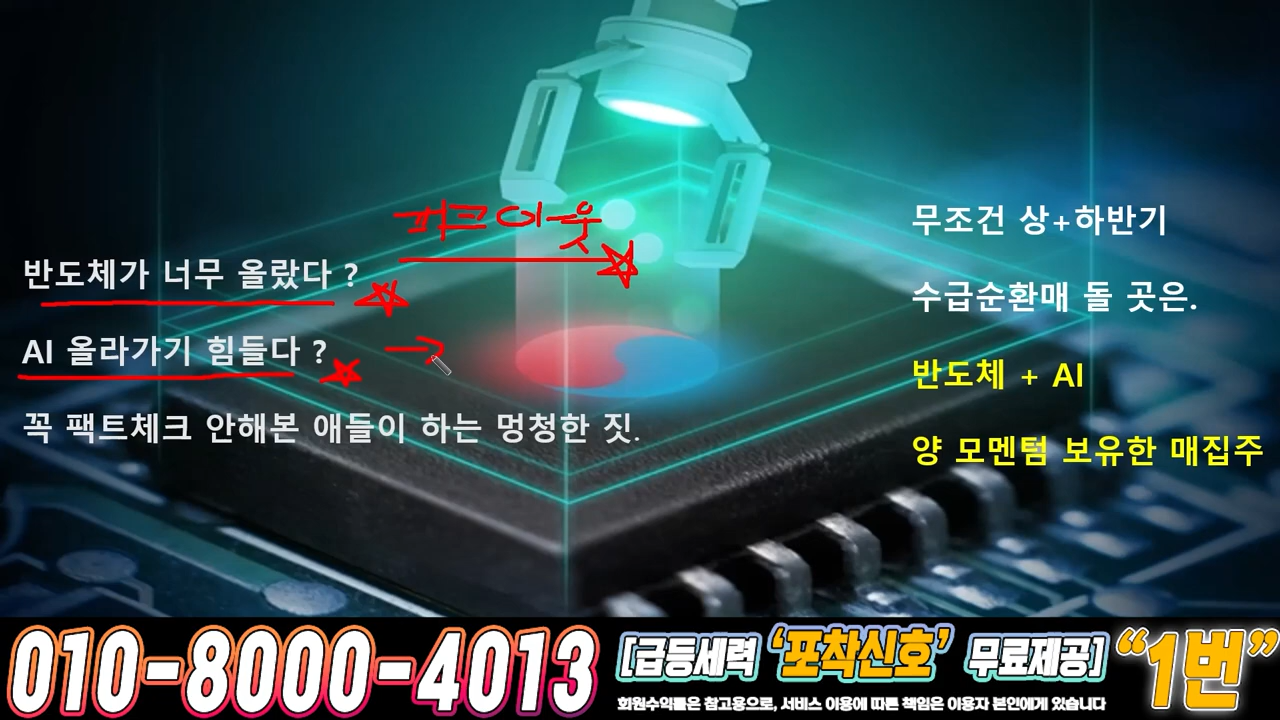 피크아웃
반도체가 너무 올랐다 ?
AI 올라가기 힘들다 ?
꼭 팩트체크 안해본 애들이 하는 멍청한 짓.
무조건 상+하반기
수급순환매 돌 곳은.
반도체 + AI
양 모멘텀 보유한 매집주
010-8000-4013
[급등세력 ‘포착신호’ 무료제공] “1번”
회원수익률은 참고용으로, 서비스 이용에 따른 책임은 이용자 본인에게 있습니다